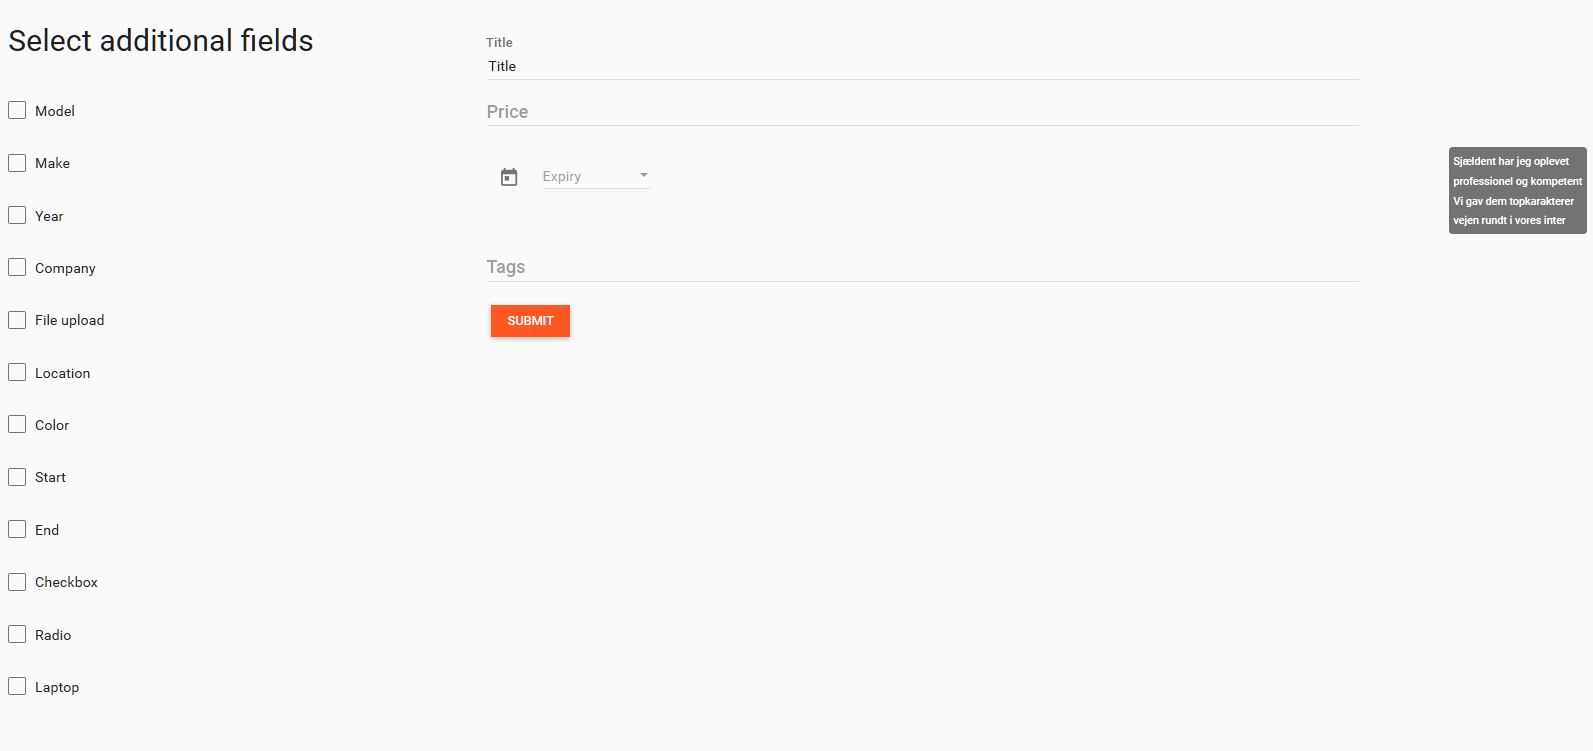 Select additional fields
Model
Make
Year
Company
File upload
Location
Color
Start
End
Checkbox
Radio
Laptop
Title
Title
Price
Expiry
Tags
SUBMIT
Sjældent har jeg oplevet
professionel og kompetent
Vi gav dem topkarakterer
vejen rundt i vores inter